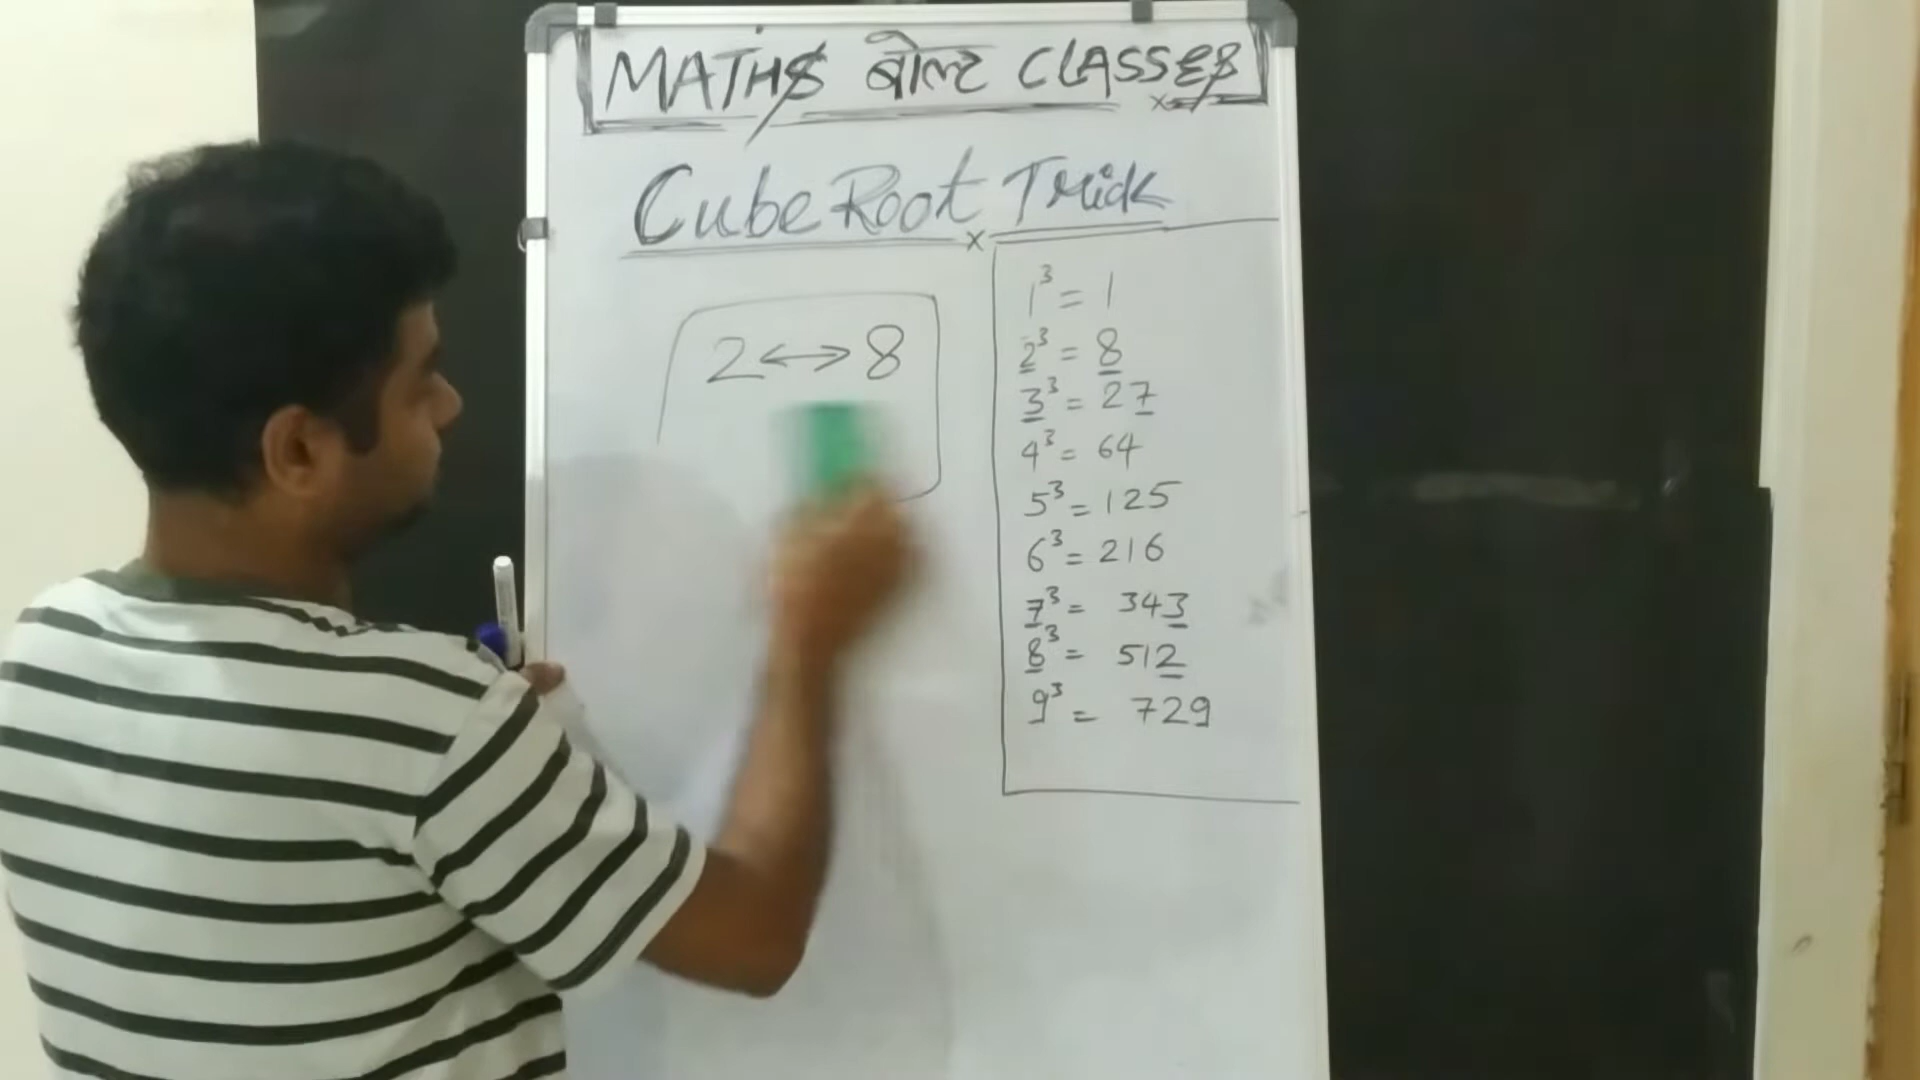 MATHS बोल्ट CLASSES
Cube Root Trick
2 ↔ 8
1³ = 1
2³ = 8
3³ = 27
4³ = 64
5³ = 125
6³ = 216
7³ = 343
8³ = 512
9³ = 729